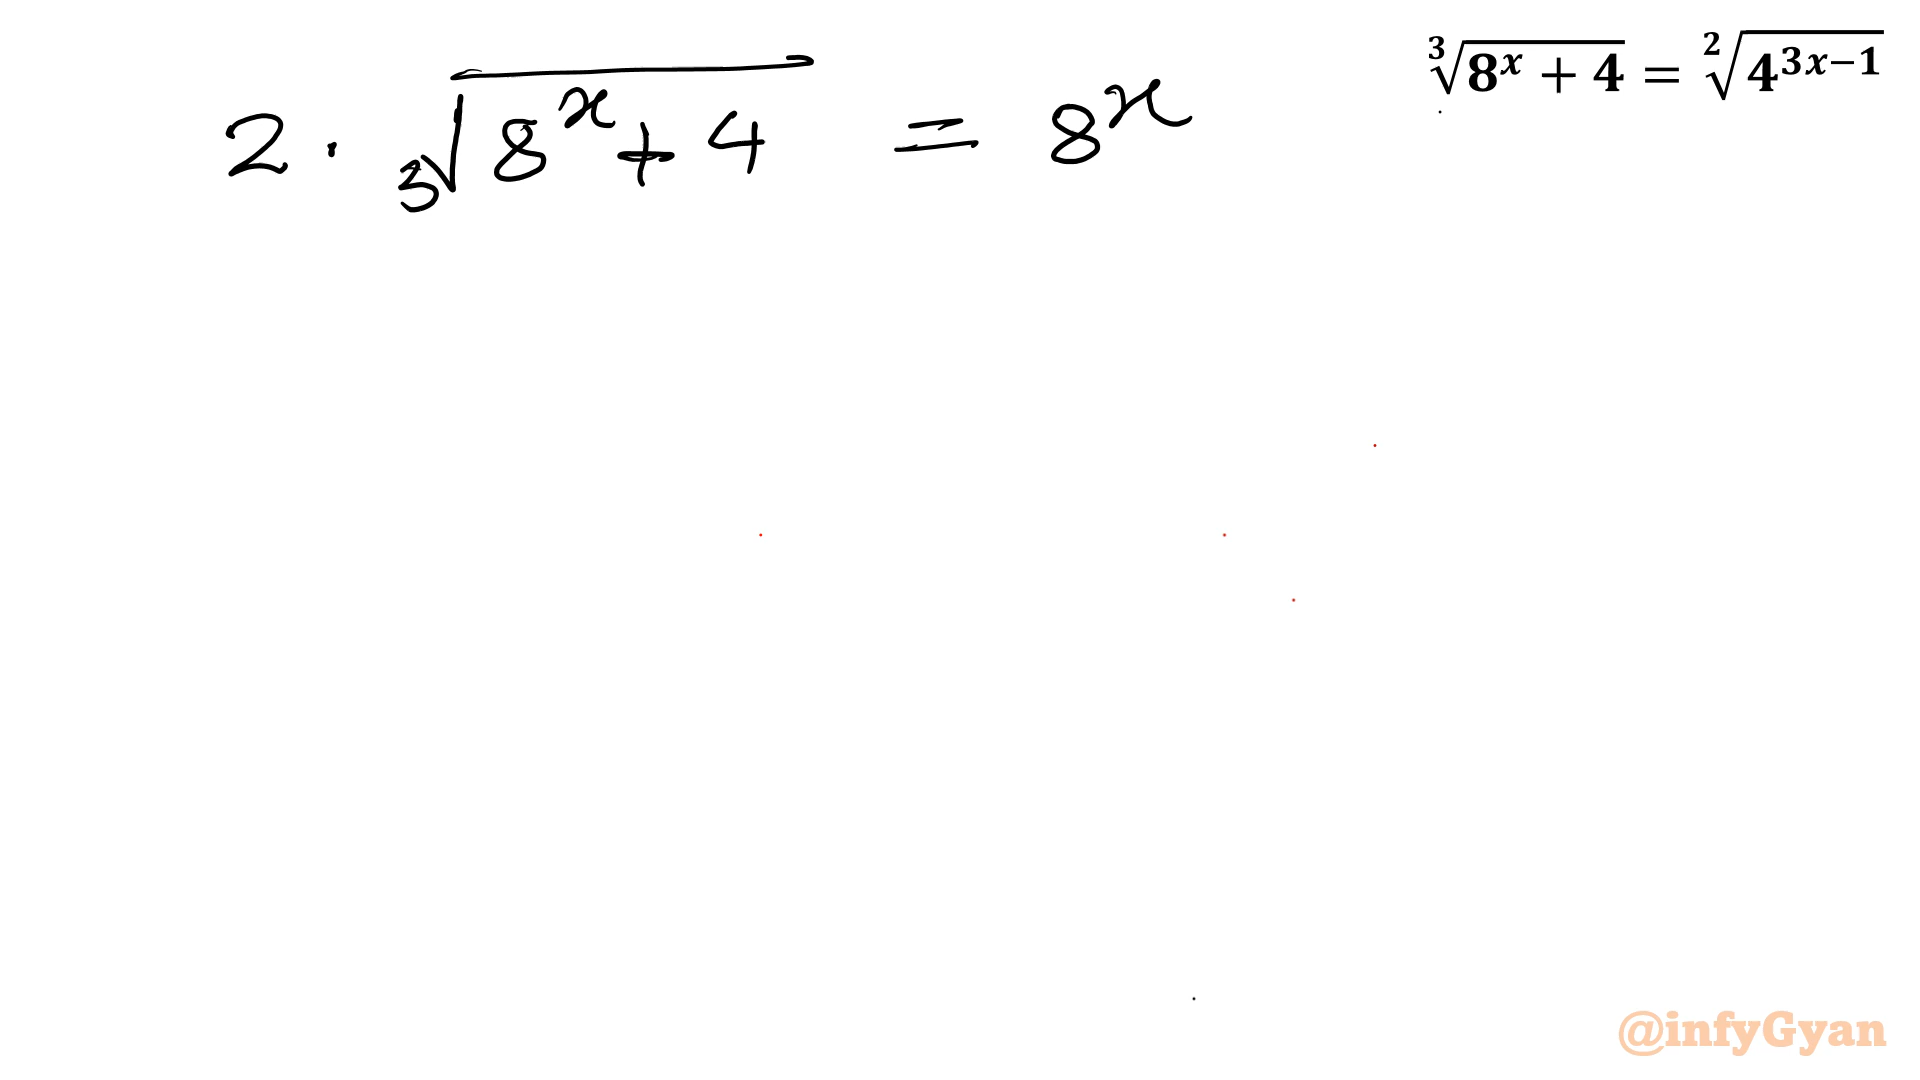 2 · ∛(8^x + 4) = 8^x
∛(8^x + 4) = ²√(4^(3x−1))
@infyGyan